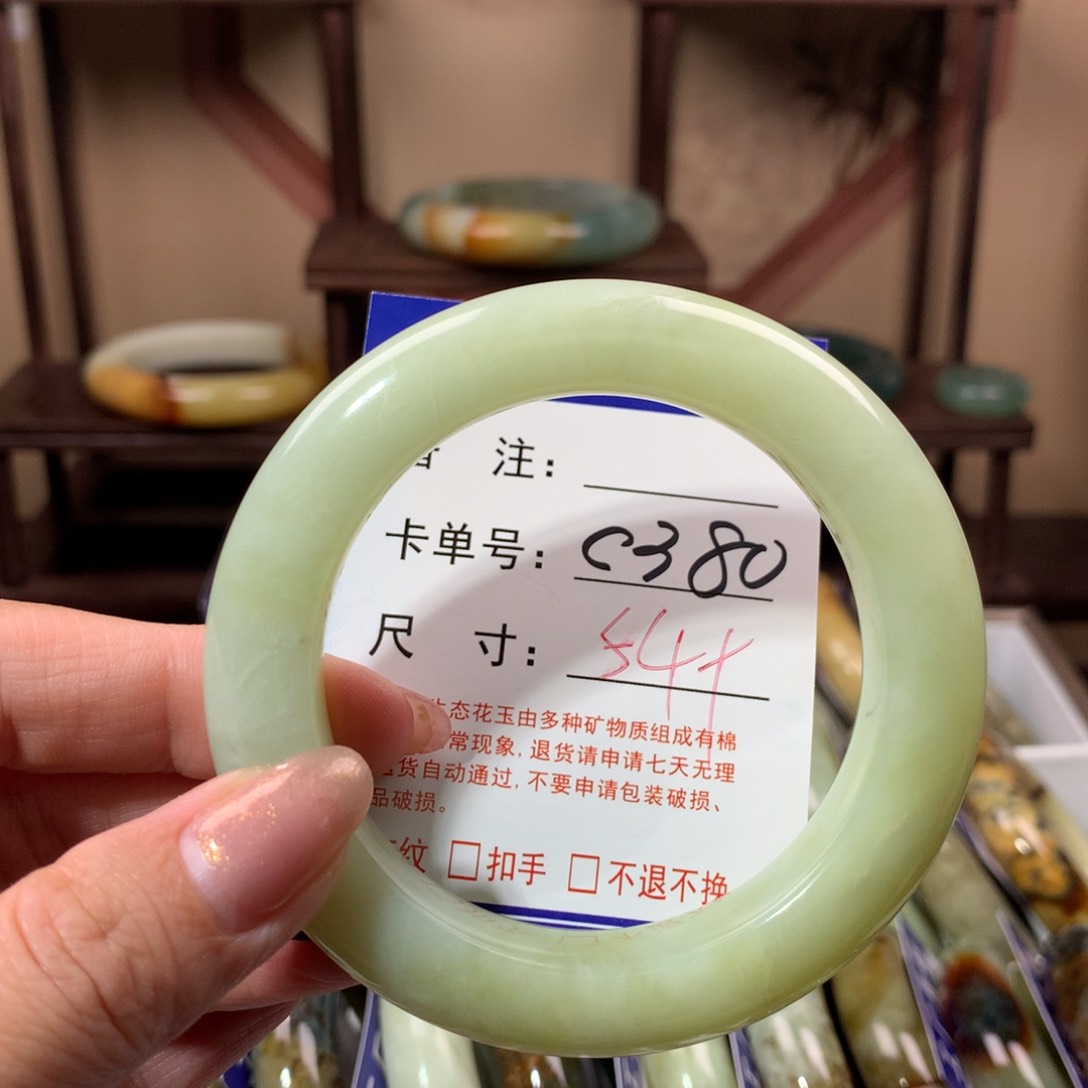 注：
卡单号：C380
尺 寸：544
态花玉由多种矿物质组成有棉
常现象，退货请申请七天无理
货自动通过，不要申请包装破损、
品破损。
纹 □扣手 □不退不换